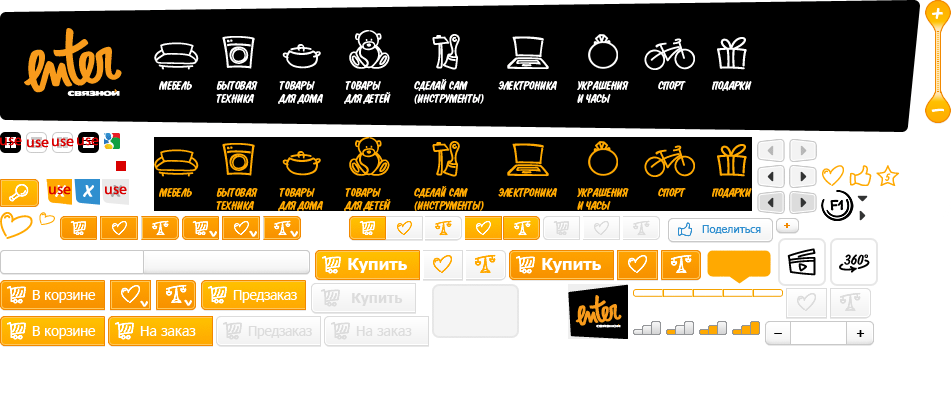 enter
СВЯЗНОЙ
МЕБЕЛЬ
БЫТОВАЯ
ТЕХНИКА
ТОВАРЫ
ДЛЯ ДОМА
ТОВАРЫ
ДЛЯ ДЕТЕЙ
СДЕЛАЙ САМ
(ИНСТРУМЕНТЫ)
ЭЛЕКТРОНИКА
УКРАШЕНИЯ
И ЧАСЫ
СПОРТ
ПОДАРКИ
use use use use
МЕБЕЛЬ
БЫТОВАЯ
ТЕХНИКА
ТОВАРЫ
ДЛЯ ДОМА
ТОВАРЫ
ДЛЯ ДЕТЕЙ
СДЕЛАЙ САМ
(ИНСТРУМЕНТЫ)
ЭЛЕКТРОНИКА
УКРАШЕНИЯ
И ЧАСЫ
СПОРТ
ПОДАРКИ
use X use
F1
Поделиться
+
Купить
Купить
360°
В корзине
Предзаказ
Купить
enter
СВЯЗНОЙ
В корзине
На заказ
Предзаказ
На заказ
− +